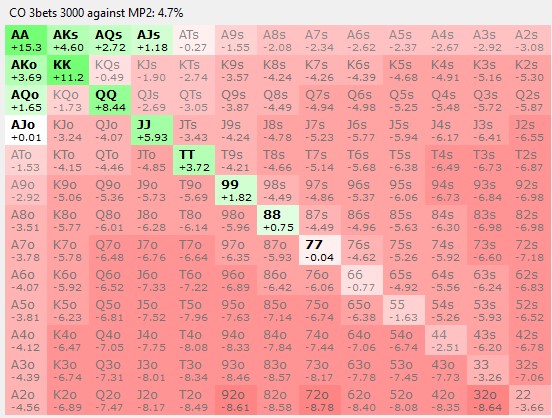 CO 3bets 3000 against MP2: 4.7%
AA AKs AQs AJs ATs A9s A8s A7s A6s A5s A4s A3s A2s
+15.3 +4.60 +2.72 +1.18 -0.27 -1.55 -2.08 -2.34 -2.62 -2.37 -2.67 -2.92 -3.08
AKo KK KQs KJs KTs K9s K8s K7s K6s K5s K4s K3s K2s
+3.69 +11.2 -0.49 -1.90 -2.74 -3.57 -4.24 -4.26 -4.39 -4.68 -4.91 -5.16 -5.30
AQo KQo QQ QJs QTs Q9s Q8s Q7s Q6s Q5s Q4s Q3s Q2s
+1.65 -1.73 +8.44 -2.69 -3.05 -3.87 -4.49 -4.94 -4.98 -5.25 -5.48 -5.72 -5.87
AJo KJo QJo JJ JTs J9s J8s J7s J6s J5s J4s J3s J2s
+0.01 -3.24 -4.07 +5.93 -3.43 -4.24 -4.78 -5.23 -5.77 -5.94 -6.17 -6.41 -6.55
ATo KTo QTo JTo TT T9s T8s T7s T6s T5s T4s T3s T2s
-1.53 -4.15 -4.46 -4.85 +3.72 -4.21 -4.66 -5.14 -5.68 -6.38 -6.49 -6.73 -6.87
A9o K9o Q9o J9o T9o 99 98s 97s 96s 95s 94s 93s 92s
-2.92 -5.06 -5.36 -5.73 -5.69 +1.82 -4.49 -4.86 -5.37 -6.06 -6.73 -6.84 -6.98
A8o K8o Q8o J8o T8o 98o 88 87s 86s 85s 84s 83s 82s
-3.51 -5.77 -6.01 -6.28 -6.14 -5.96 +0.75 -4.49 -4.96 -5.63 -6.30 -6.98 -6.98
A7o K7o Q7o J7o T7o 97o 87o 77 76s 75s 74s 73s 72s
-3.78 -5.78 -6.48 -6.76 -6.64 -6.35 -5.93 -0.04 -4.62 -5.26 -5.92 -6.60 -7.18
A6o K6o Q6o J6o T6o 96o 86o 76o 66 65s 64s 63s 62s
-4.07 -5.92 -6.52 -7.33 -7.22 -6.89 -6.42 -6.06 -0.77 -4.92 -5.56 -6.24 -6.83
A5o K5o Q5o J5o T5o 95o 85o 75o 65o 55 54s 53s 52s
-3.81 -6.23 -6.81 -7.52 -7.96 -7.63 -7.14 -6.74 -6.38 -1.63 -5.26 -5.93 -6.52
A4o K4o Q4o J4o T4o 94o 84o 74o 64o 54o 44 43s 42s
-4.12 -6.47 -7.05 -7.75 -8.08 -8.33 -7.84 -7.44 -7.06 -6.74 -2.51 -6.20 -6.78
A3o K3o Q3o J3o T3o 93o 83o 73o 63o 53o 43o 33 32s
-4.39 -6.74 -7.31 -8.01 -8.34 -8.46 -8.57 -8.17 -7.78 -7.45 -7.73 -3.26 -7.06
A2o K2o Q2o J2o T2o 92o 82o 72o 62o 52o 42o 32o 22
-4.56 -6.89 -7.47 -8.17 -8.49 -8.61 -8.58 -8.78 -8.40 -8.08 -8.35 -8.64 -3.66